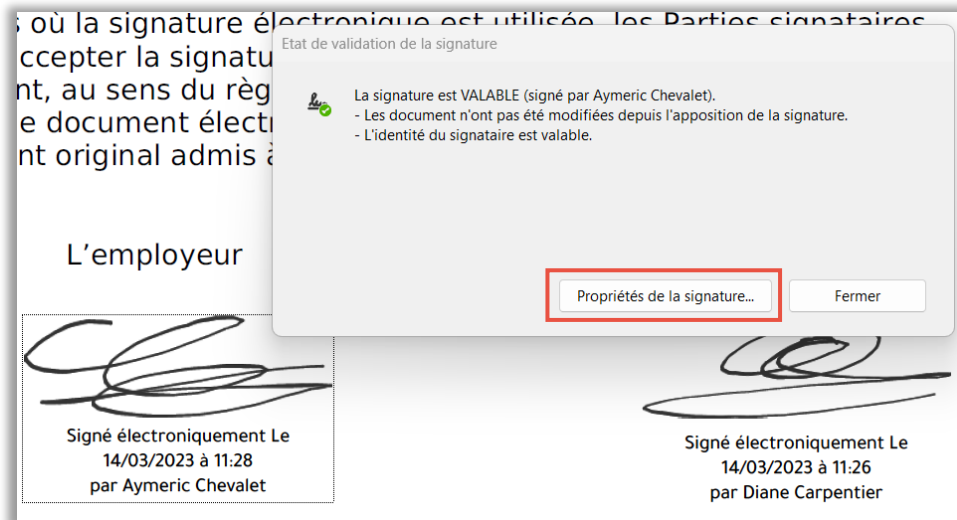 s où la signature électronique est utilisée, les Parties signataires
ccepter la signatu
nt, au sens du règ
e document électr
nt original admis à
Etat de validation de la signature
La signature est VALABLE (signé par Aymeric Chevalet).
- Les document n'ont pas été modifiées depuis l'apposition de la signature.
- L'identité du signataire est valable.
Propriétés de la signature...
Fermer
L’employeur
Signé électroniquement Le
14/03/2023 à 11:28
par Aymeric Chevalet
Signé électroniquement Le
14/03/2023 à 11:26
par Diane Carpentier